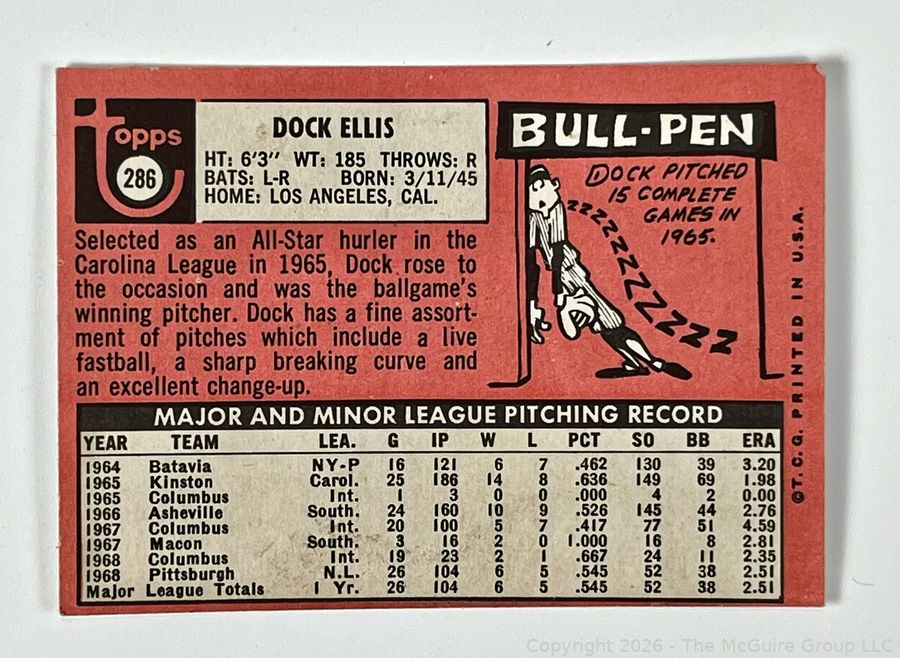 topps
286
DOCK ELLIS
HT: 6'3" WT: 185 THROWS: R
BATS: L-R BORN: 3/11/45
HOME: LOS ANGELES, CAL.
Selected as an All-Star hurler in the
Carolina League in 1965, Dock rose to
the occasion and was the ballgame's
winning pitcher. Dock has a fine assort-
ment of pitches which include a live
fastball, a sharp breaking curve and
an excellent change-up.
BULL-PEN
DOCK PITCHED
15 COMPLETE
GAMES IN
1965.
ZZZZZZZZZZZZ
©T.C.G. PRINTED IN U.S.A.
MAJOR AND MINOR LEAGUE PITCHING RECORD
YEAR TEAM LEA. G IP W L PCT SO BB ERA
1964 Batavia NY-P 16 121 6 7 .462 130 39 3.20
1965 Kinston Carol. 25 186 14 8 .636 149 69 1.98
1965 Columbus Int. 1 3 0 0 .000 4 2 0.00
1966 Asheville South. 24 160 10 9 .526 145 44 2.76
1967 Columbus Int. 20 100 5 7 .417 77 51 4.59
1967 Macon South. 3 16 2 0 1.000 16 8 2.81
1968 Columbus Int. 19 23 2 1 .667 24 11 2.35
1968 Pittsburgh N.L. 26 104 6 5 .545 52 38 2.51
Major League Totals 1 Yr. 26 104 6 5 .545 52 38 2.51
Copyright 2026 - The McGuire Group LLC